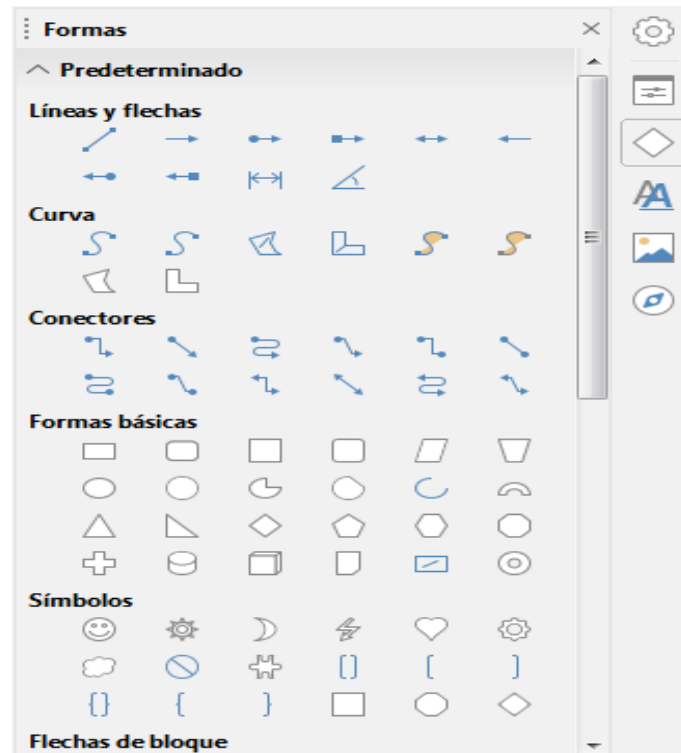 Formas
Predeterminado
Líneas y flechas
Curva
Conectores
Formas básicas
Símbolos
Flechas de bloque